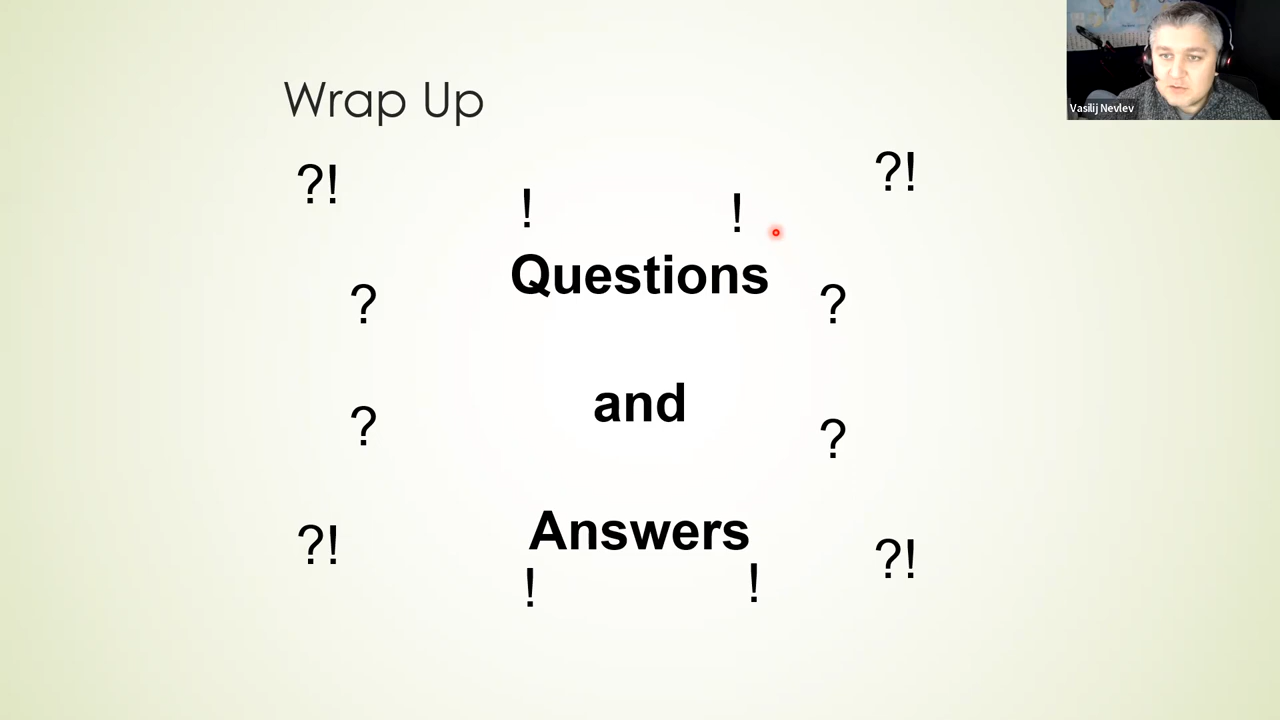 Wrap Up
Vasilij Nevlev
?! ?!
! !
Questions
? ?
and
? ?
Answers
?! ?!
! !